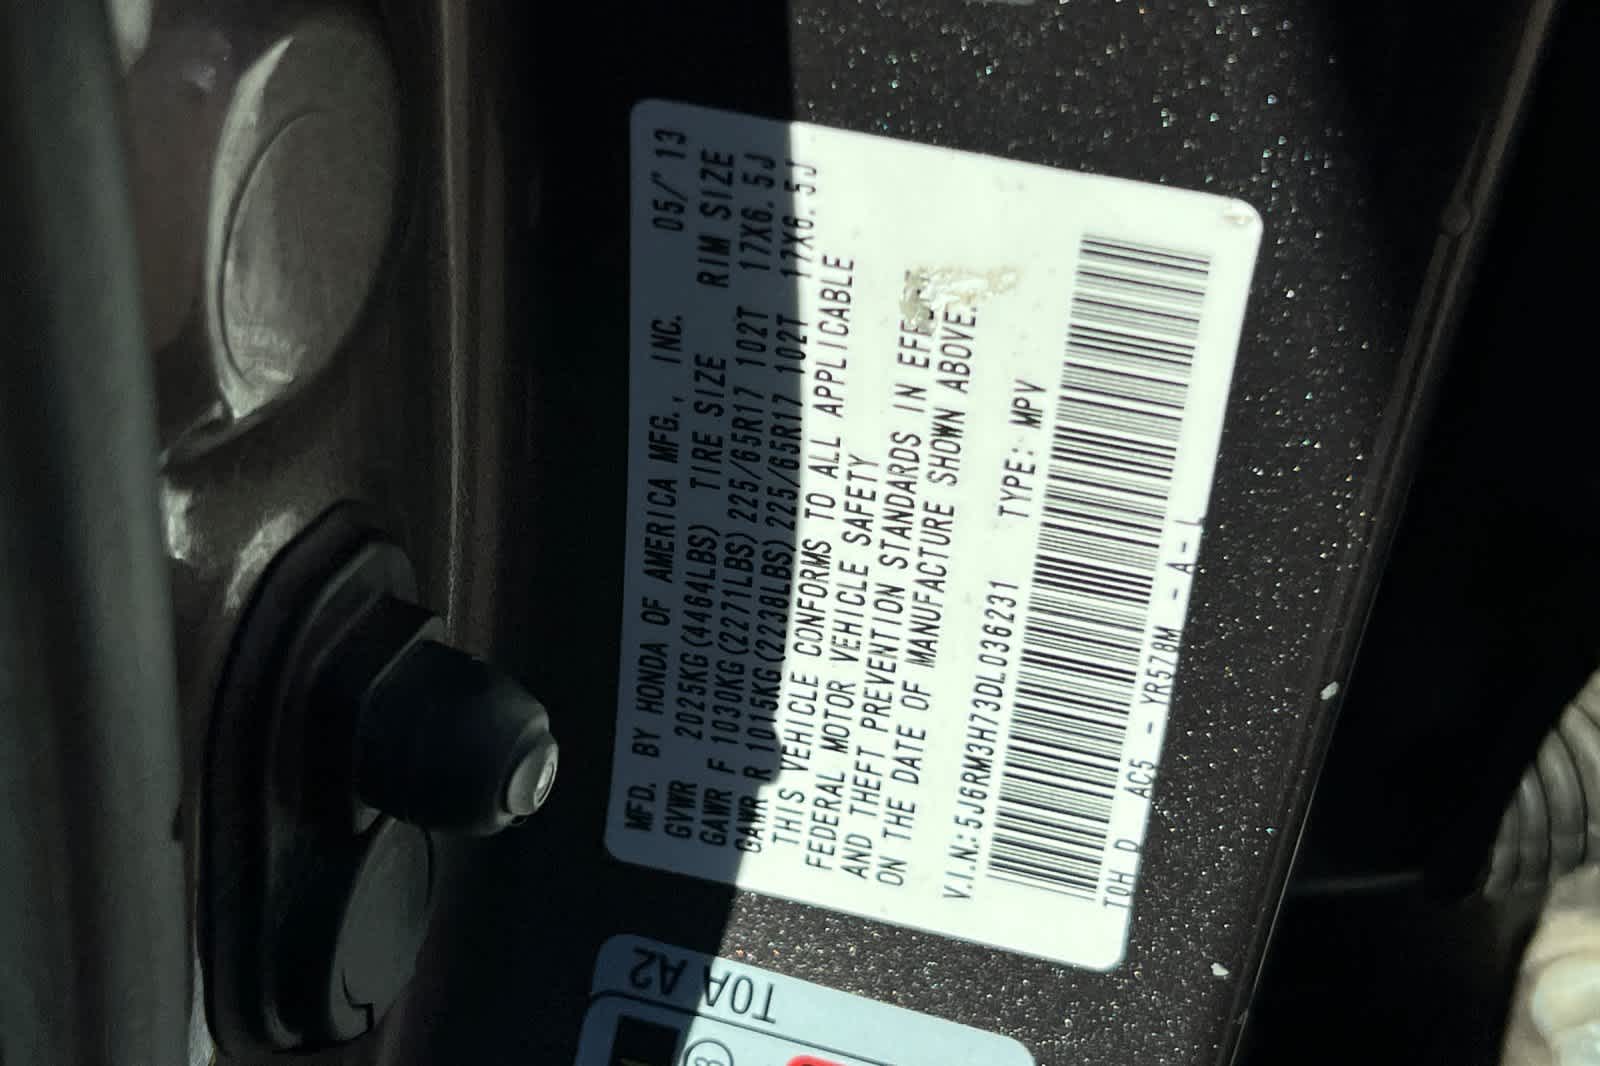 MFD. BY HONDA OF AMERICA MFG., INC. 05/'13
GVWR 2025KG(4464LBS) TIRE SIZE RIM SIZE
GAWR F 1030KG(2271LBS) 225/65R17 102T 17X6.5J
GAWR R 1015KG(2238LBS) 225/65R17 102T 17X6.5J
THIS VEHICLE CONFORMS TO ALL APPLICABLE
FEDERAL MOTOR VEHICLE SAFETY
AND THEFT PREVENTION STANDARDS IN
ON THE DATE OF MANUFACTURE SHOWN ABOVE.
V.I.N.:5J6RM3H73DL036231 TYPE: MPV
T0H D AC5 - YR578M - A - L
T0A A2
8